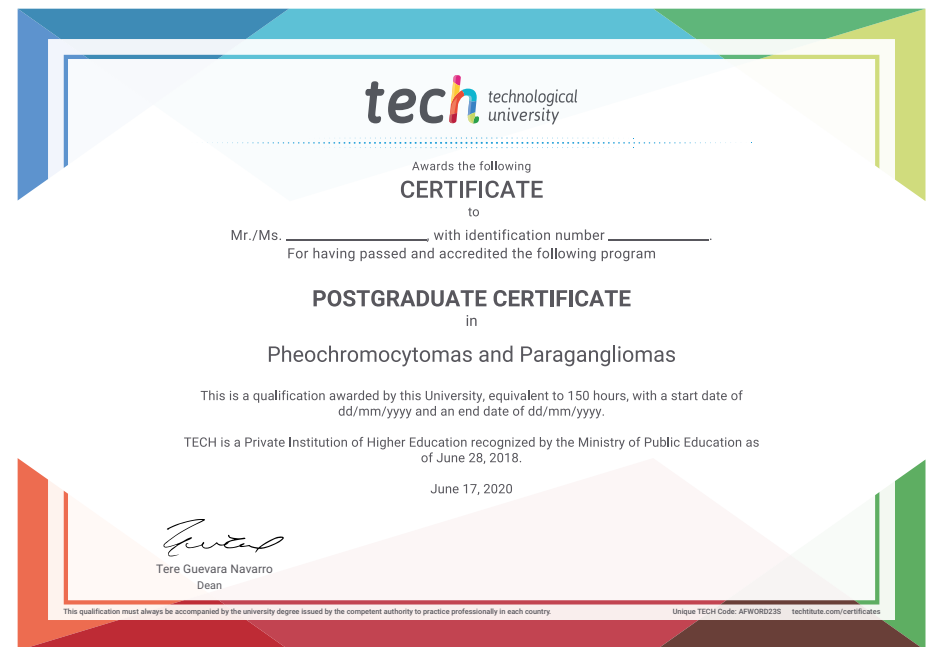 tech technological
university
Awards the following
CERTIFICATE
to
Mr./Ms. ____________________, with identification number ______________.
For having passed and accredited the following program
POSTGRADUATE CERTIFICATE
in
Pheochromocytomas and Paragangliomas
This is a qualification awarded by this University, equivalent to 150 hours, with a start date of
dd/mm/yyyy and an end date of dd/mm/yyyy.
TECH is a Private Institution of Higher Education recognized by the Ministry of Public Education as
of June 28, 2018.
June 17, 2020
Tere Guevara Navarro
Dean
This qualification must always be accompanied by the university degree issued by the competent authority to practice professionally in each country.
Unique TECH Code: AFWORD23S techtitute.com/certificates